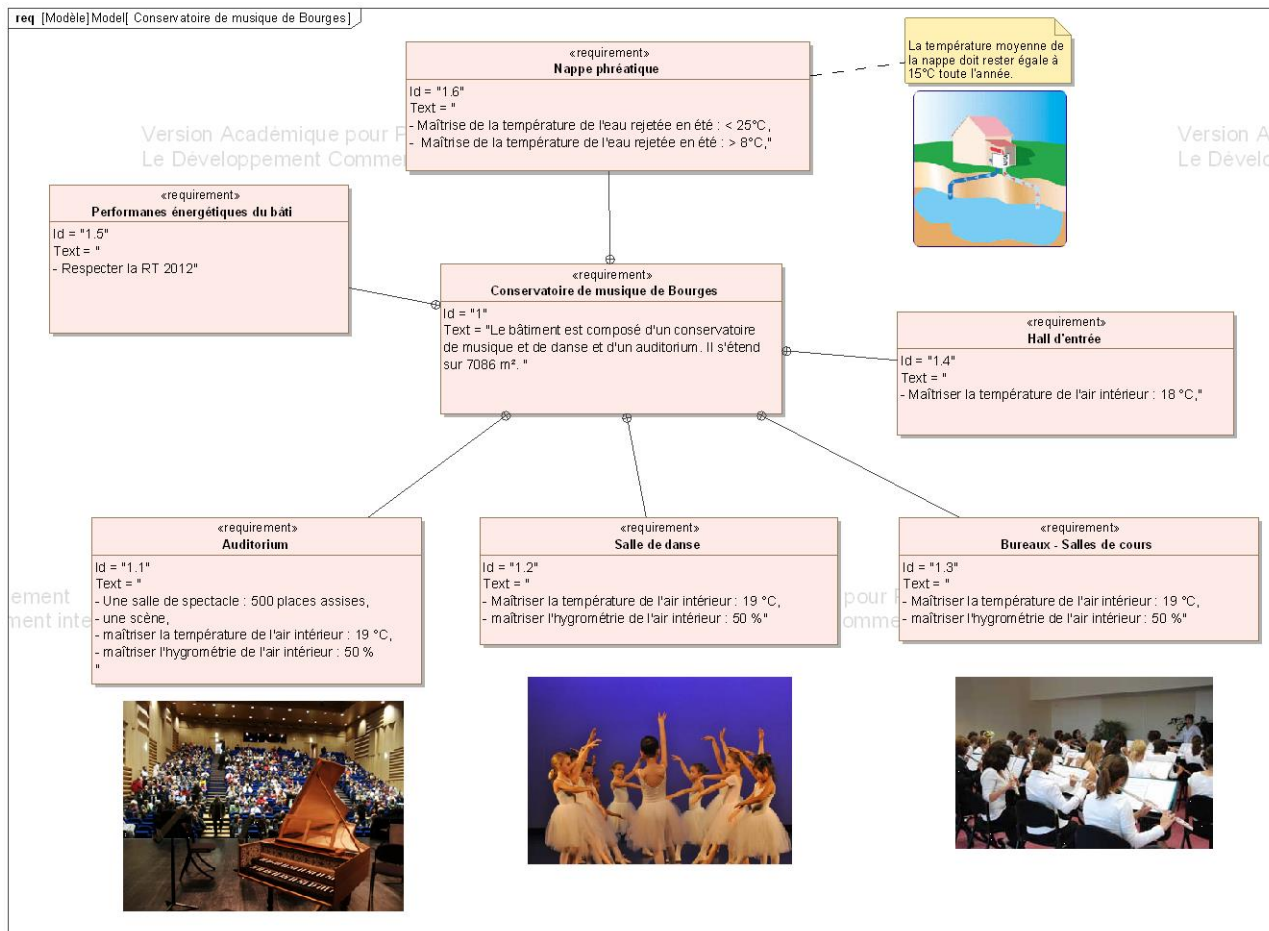 req [Modèle] Model[ Conservatoire de musique de Bourges]
«requirement»
Nappe phréatique
Id = "1.6"
Text = "
- Maîtrise de la température de l'eau rejetée en été : < 25°C,
- Maîtrise de la température de l'eau rejetée en été : > 8°C,"
La température moyenne de
la nappe doit rester égale à
15°C toute l'année.
Version Académique pour
Le Développement
Version
Le
«requirement»
Performanes énergétiques du bâti
Id = "1.5"
Text = "
- Respecter la RT 2012"
«requirement»
Conservatoire de musique de Bourges
Id = "1"
Text = "Le bâtiment est composé d'un conservatoire
de musique et de danse et d'un auditorium. Il s'étend
sur 7086 m². "
«requirement»
Hall d'entrée
Id = "1.4"
Text = "
- Maîtriser la température de l'air intérieur : 18 °C,"
«requirement»
Auditorium
Id = "1.1"
Text = "
- Une salle de spectacle : 500 places assises,
- une scène,
- maîtriser la température de l'air intérieur : 19 °C,
- maîtriser l'hygrométrie de l'air intérieur : 50 %
"
«requirement»
Salle de danse
Id = "1.2"
Text = "
- Maîtriser la température de l'air intérieur : 19 °C,
- maîtriser l'hygrométrie de l'air intérieur : 50 %"
«requirement»
Bureaux - Salles de cours
Id = "1.3"
Text = "
- Maîtriser la température de l'air intérieur : 19 °C,
- maîtriser l'hygrométrie de l'air intérieur : 50 %"
pour